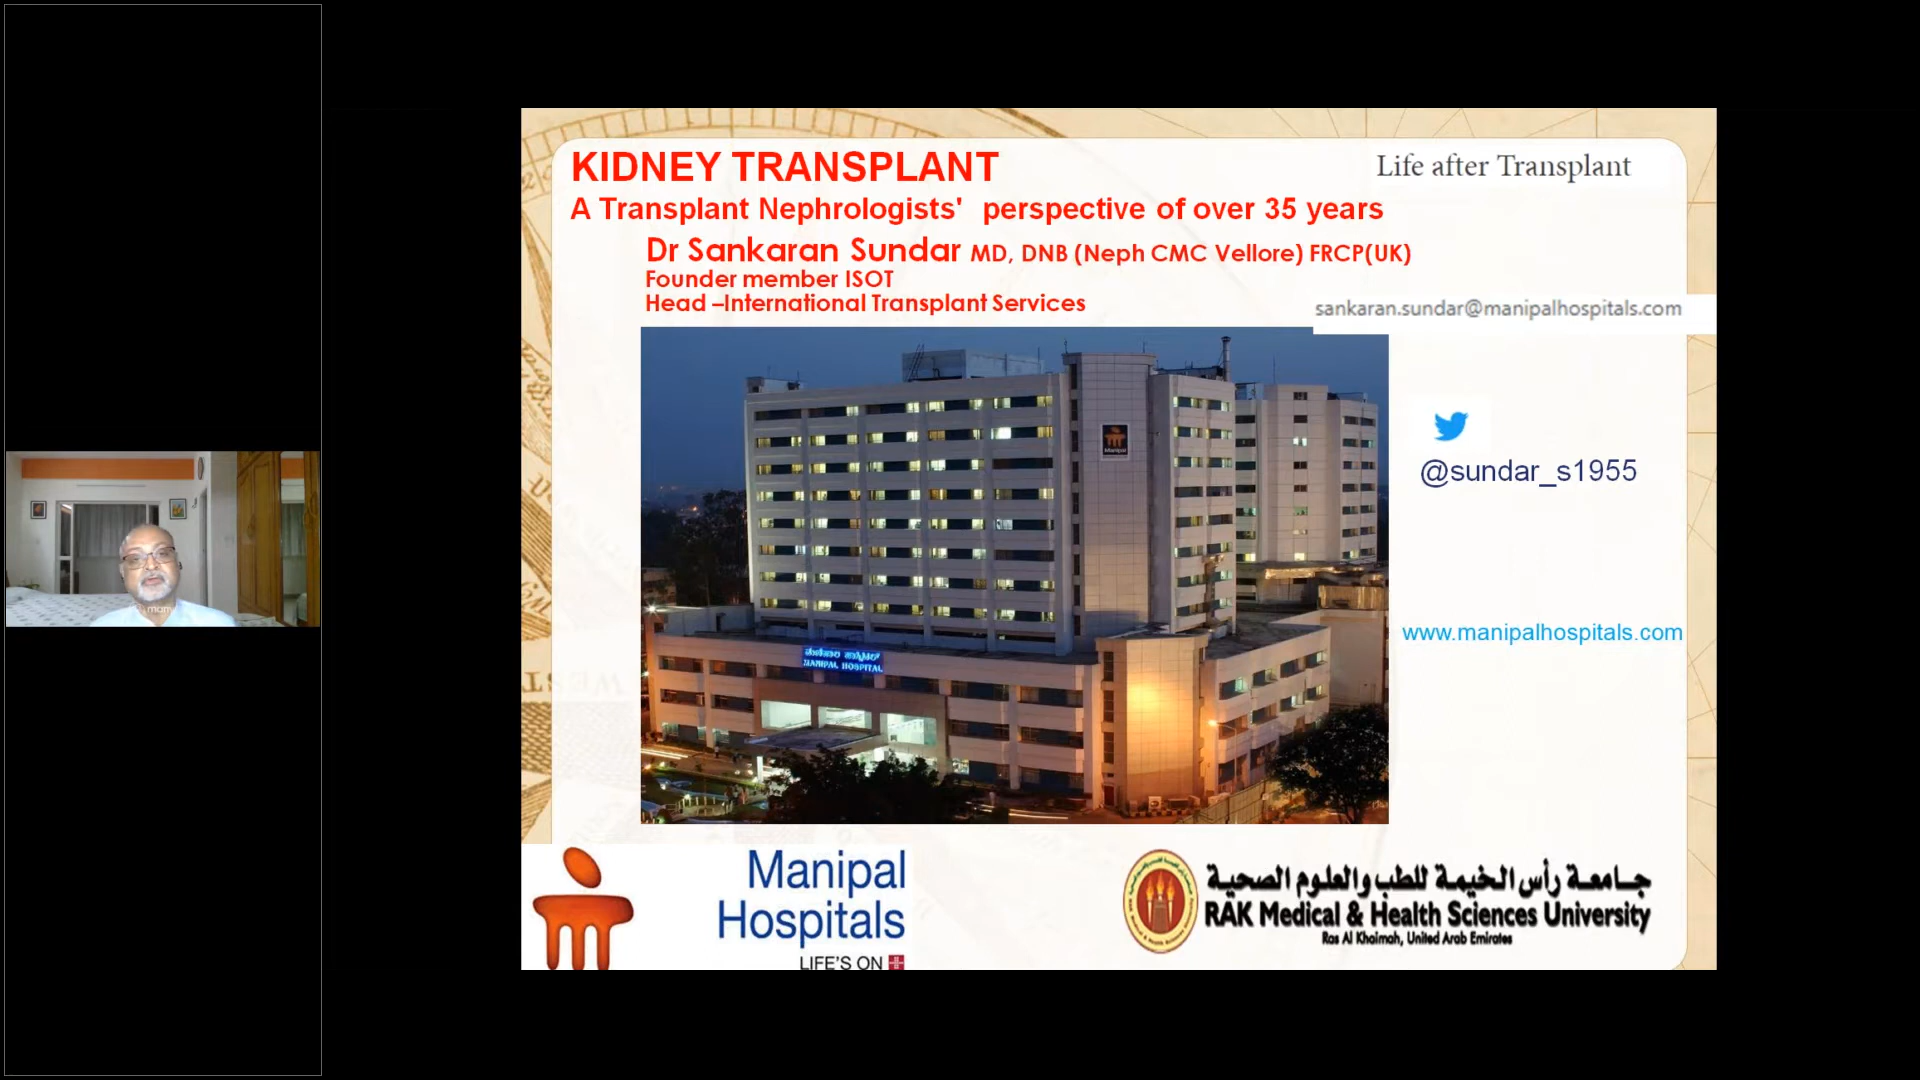 KIDNEY TRANSPLANT
Life after Transplant
A Transplant Nephrologists' perspective of over 35 years
Dr Sankaran Sundar MD, DNB (Neph CMC Vellore) FRCP(UK)
Founder member ISOT
Head –International Transplant Services
sankaran.sundar@manipalhospitals.com
@sundar_s1955
www.manipalhospitals.com
Manipal
ಮಣಿಪಾಲ ಹಾಸ್ಪಿಟಲ್
MANIPAL HOSPITAL
Manipal
Hospitals
LIFE'S ON
جامعة رأس الخيمة للطب والعلوم الصحية
RAK Medical & Health Sciences University
Ras Al Khaimah, United Arab Emirates